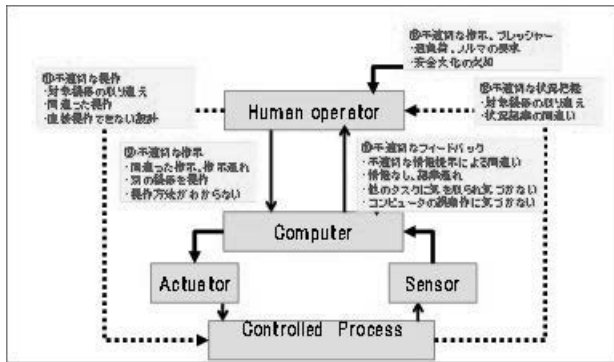 ⑤不適切な指示、プレッシャー
・過負荷、ノルマの要求
・安全文化の欠如
①不適切な操作
・対象機器の取り違え
・間違った操作
・直接操作できない設計
不適切な状況把握
・対象機器の取り違え
・状況認識の間違い
Human operator
②不適切な指示
・間違った指示、指示遅れ
・別の機器を操作
・操作方法がわからない
不適切なフィードバック
・不適切な情報提示による間違い
・情報なし、認識遅れ
・他のタスクに気を取られ気づかない
・コンピュータの誤動作に気づかない
Computer
Actuator
Sensor
Controlled Process